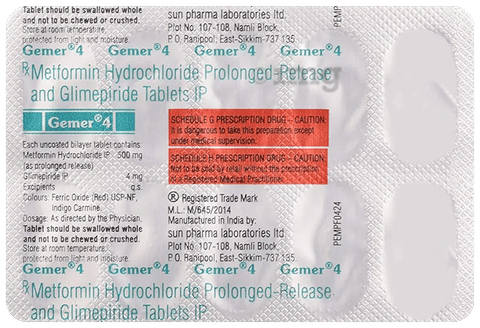 Tablet should be swallowed whole
and not to be chewed or crushed.
Store at room temperature,
protected from light and moisture.
sun pharma laboratories ltd.
Plot No. 107-108, Namli Block,
P.O. Ranipool, East-Sikkim-737 135.
Gemer®4 Gemer®4 Gemer®4 Gemer®4
Rx Metformin Hydrochloride Prolonged-Release
and Glimepiride Tablets IP
Gemer®4
Each uncoated bilayer tablet contains:
Metformin Hydrochloride IP 500 mg
(as prolonged release)
Glimepiride IP 4 mg
Excipients q.s.
Colours: Ferric Oxide (Red) USP-NF,
Indigo Carmine.
Dosage: As directed by the Physician.
Tablet should be swallowed whole
and not to be chewed or crushed.
Store at room temperature,
protected from light and moisture.
SCHEDULE G PRESCRIPTION DRUG - CAUTION:
It is dangerous to take this preparation except
under medical supervision.
SCHEDULE H PRESCRIPTION DRUG - CAUTION:
Not to be sold by retail without the prescription
of a Registered Medical Practitioner.
® Registered Trade Mark
M.L.: M/645/2014
Manufactured in India by:
sun pharma laboratories ltd.
Plot No. 107-108, Namli Block,
P.O. Ranipool, East-Sikkim-737 135.
PEMPF0424
Gemer®4 Gemer®4 Gemer®4 Gemer®4
Rx Metformin Hydrochloride Prolonged-Release
and Glimepiride Tablets IP